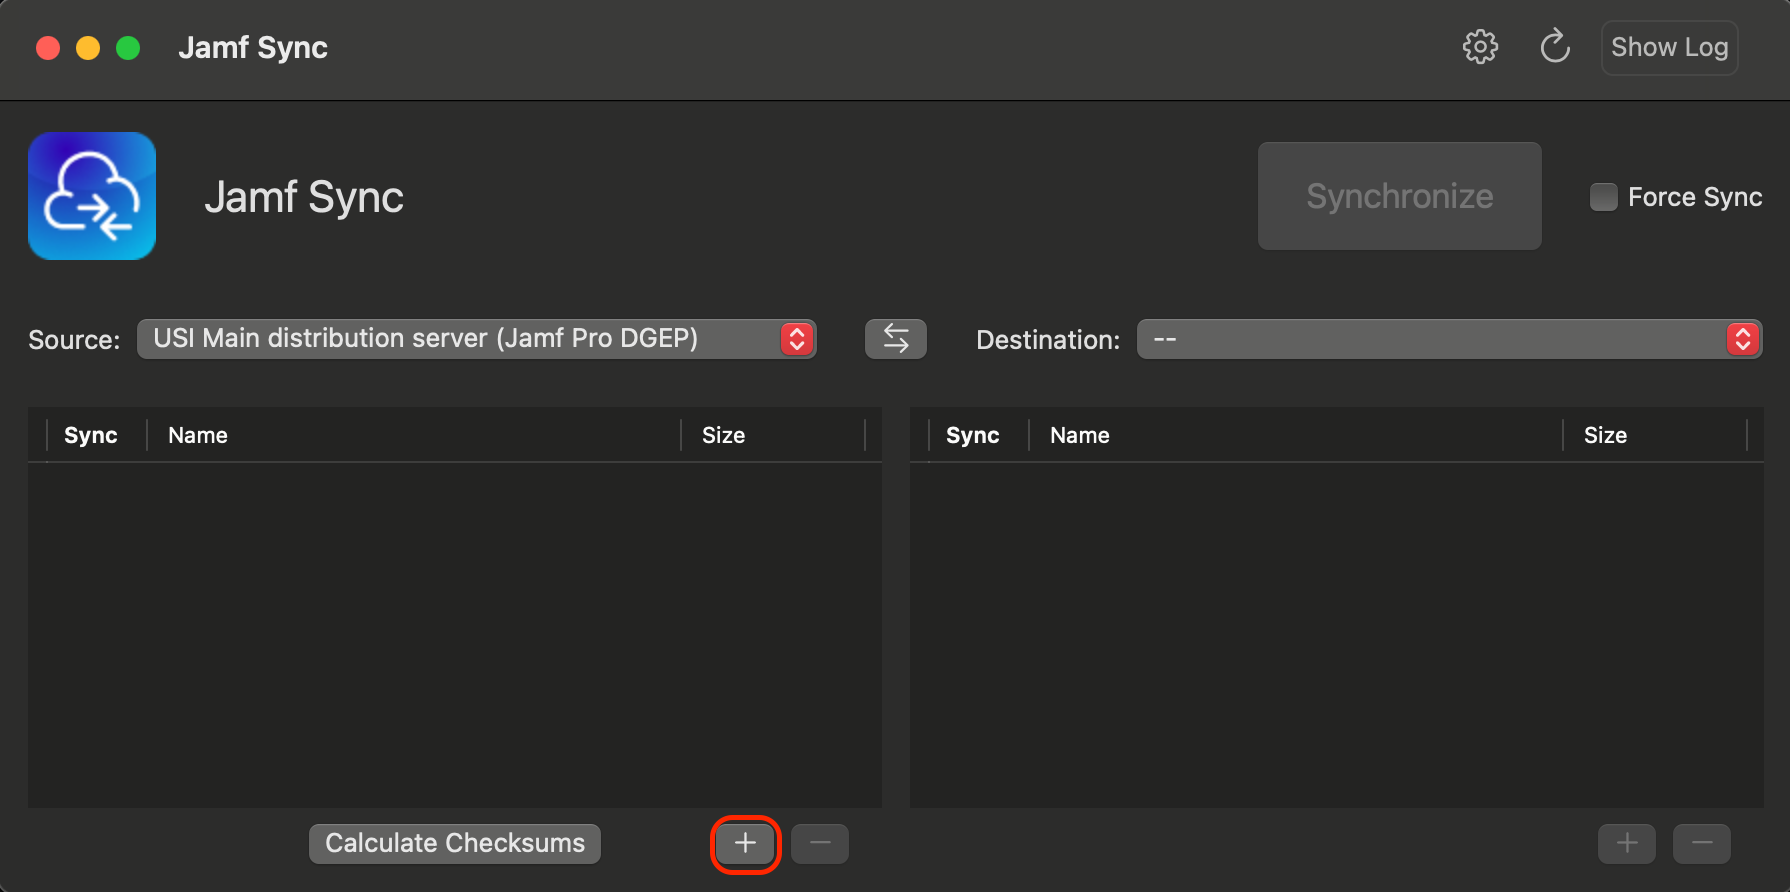 Jamf Sync
Show Log
Jamf Sync
Synchronize
Force Sync
Source: USI Main distribution server (Jamf Pro DGEP)
Destination: --
Sync Name Size
Sync Name Size
Calculate Checksums